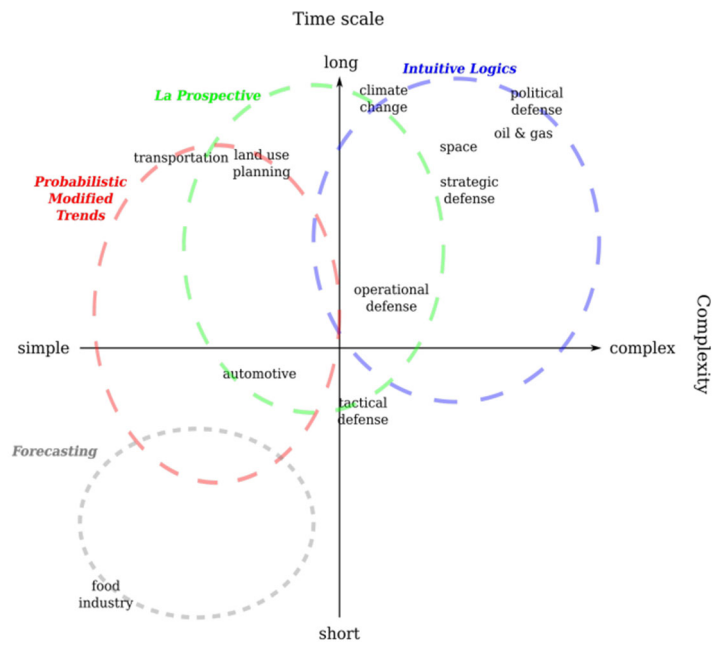 Time scale
long
Intuitive Logics
La Prospective
climate
change
political
defense
oil & gas
space
transportation
land use
planning
Probabilistic
Modified
Trends
strategic
defense
operational
defense
Complexity
simple
complex
automotive
tactical
defense
Forecasting
food
industry
short